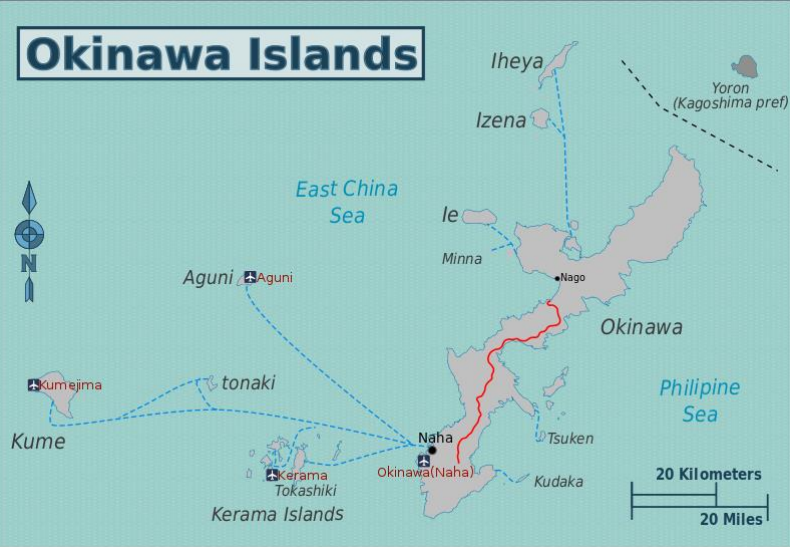 Okinawa Islands
Iheya
Yoron
(Kagoshima pref)
Izena
East China
Sea
Ie
Minna
N
Aguni
Aguni
Nago
Okinawa
Kumejima
tonaki
Philipine
Sea
Kume
Naha
Tsuken
Okinawa(Naha)
Kerama
Tokashiki
Kudaka
Kerama Islands
20 Kilometers
20 Miles